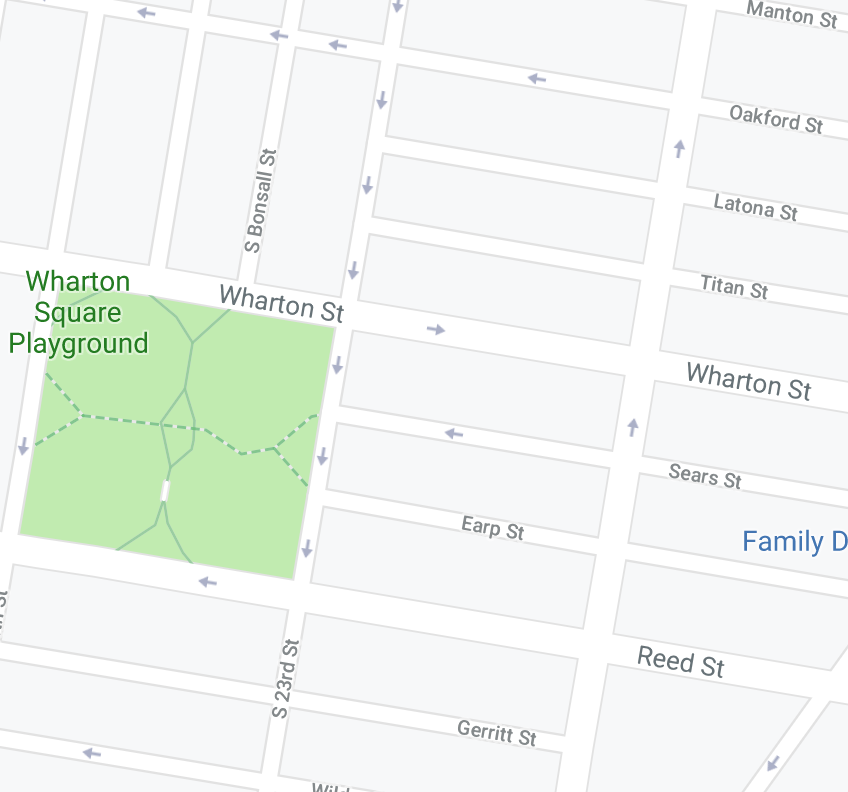 Manton St
Oakford St
S Bonsall St
Latona St
Wharton
Square
Playground
Wharton St
Titan St
Wharton St
Sears St
Earp St
Family D
S 23rd St
Reed St
Gerritt St